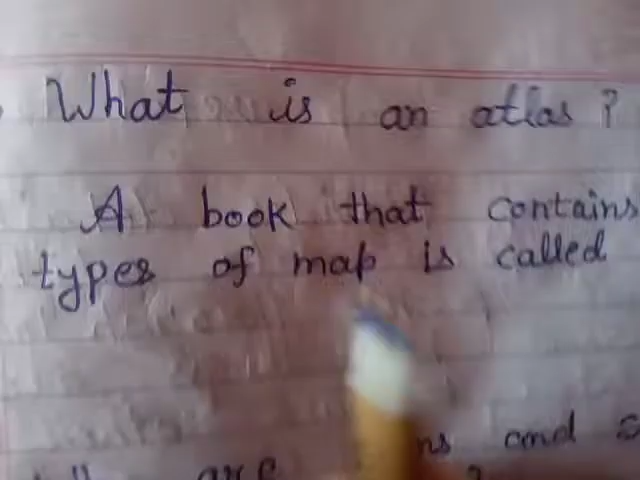 What is an atlas ?
A book that contains
types of map is called
and
are ?